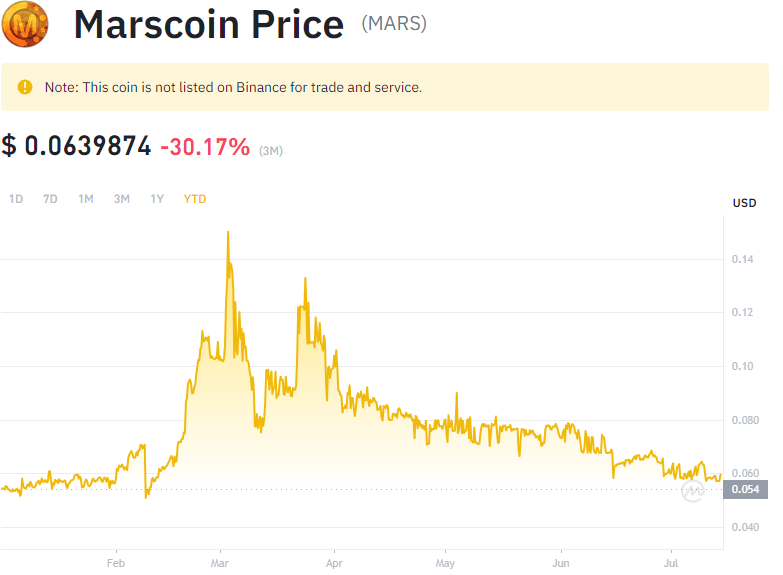 Marscoin Price (MARS)
Note: This coin is not listed on Binance for trade and service.
$ 0.0639874 -30.17% (3M)
1D 7D 1M 3M 1Y YTD
USD
0.14
0.12
0.10
0.080
0.060
0.054
0.040
Feb Mar Apr May Jun Jul